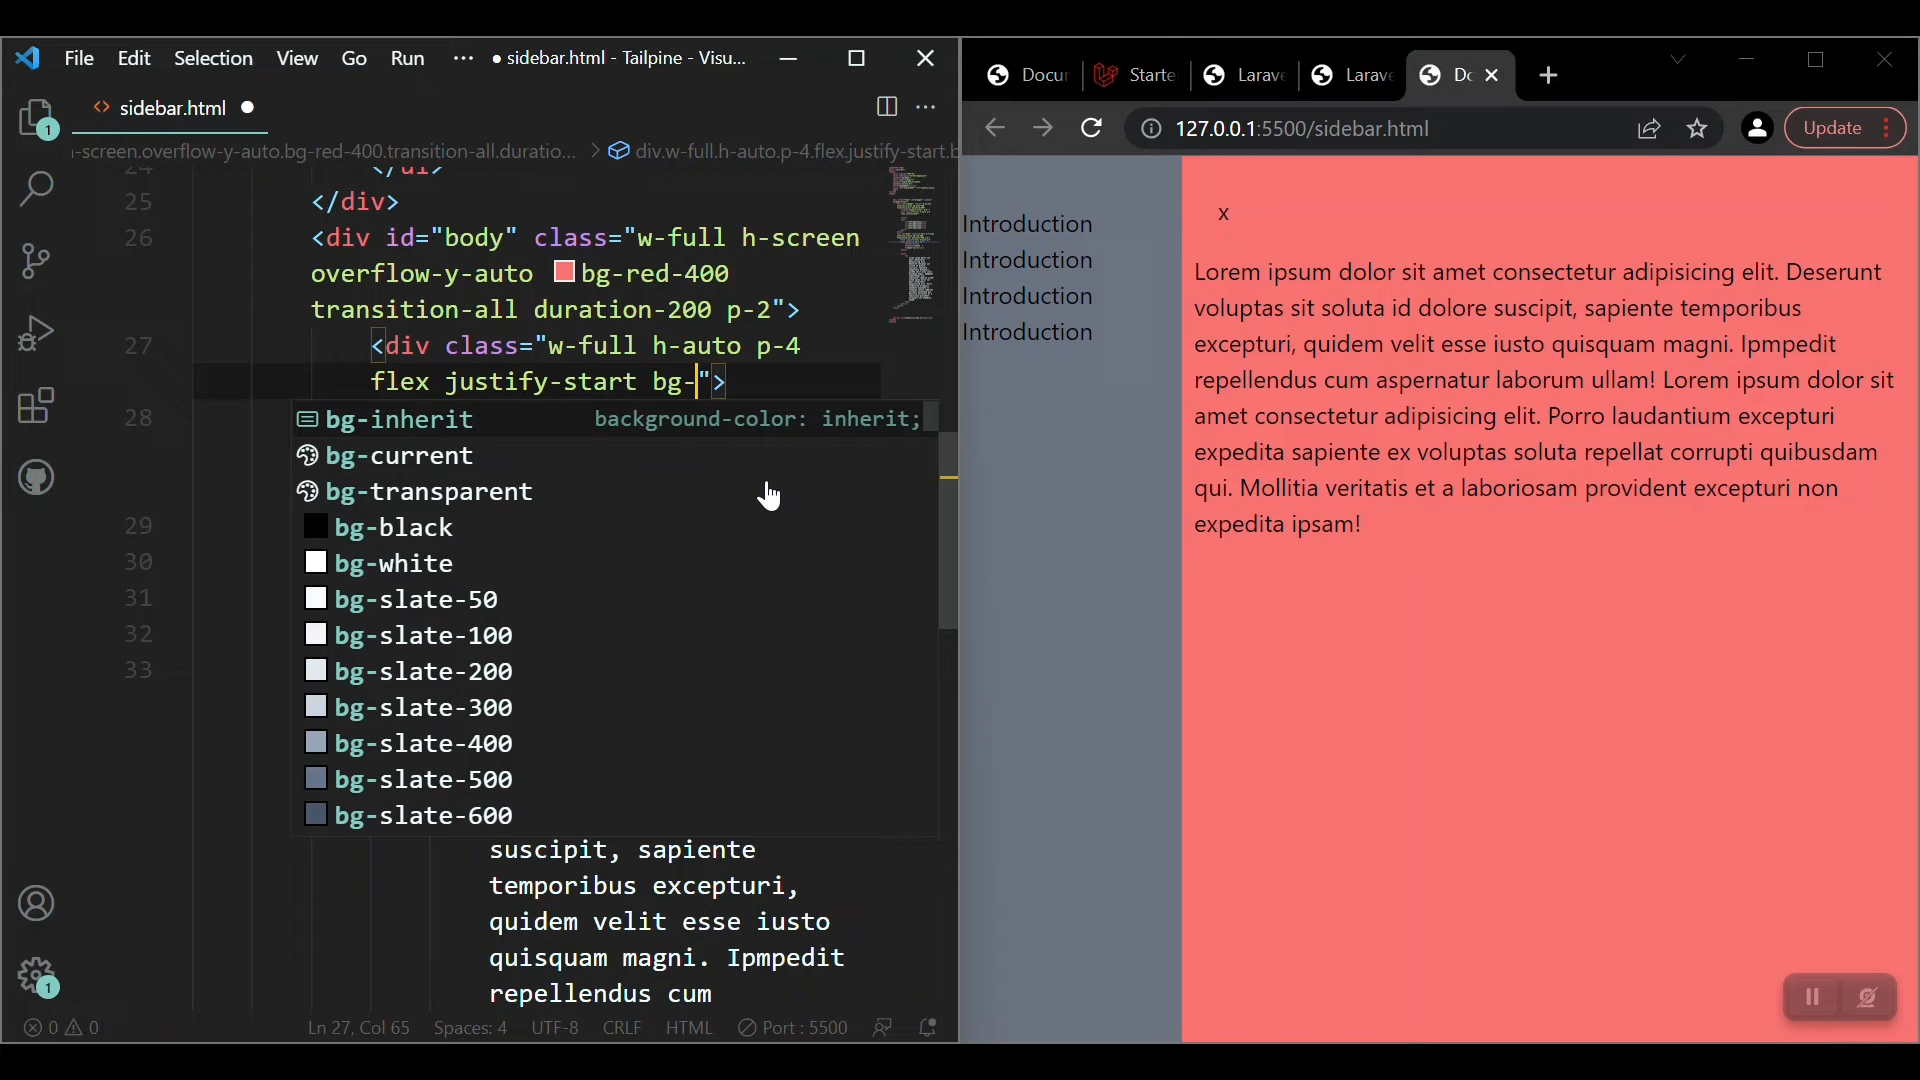 File Edit Selection View Go Run ··· ● sidebar.html - Tailpine - Visu...
sidebar.html
1
-screen.overflow-y-auto.bg-red-400.transition-all.duratio... > div.w-full.h-auto.p-4.flex.justify-start.b
24 </ul>
25 </div>
26 <div id="body" class="w-full h-screen
overflow-y-auto bg-red-400
transition-all duration-200 p-2">
27 <div class="w-full h-auto p-4
flex justify-start bg-">
28
bg-inherit background-color: inherit;
bg-current
bg-transparent
29 bg-black
30 bg-white
31 bg-slate-50
32 bg-slate-100
33 bg-slate-200
bg-slate-300
bg-slate-400
bg-slate-500
bg-slate-600
suscipit, sapiente
temporibus excepturi,
quidem velit esse iusto
quisquam magni. Ipmpedit
repellendus cum
1
0 0 Ln 27, Col 65 Spaces: 4 UTF-8 CRLF HTML Port : 5500
Docur Starte Larave Larave Dc
127.0.0.1:5500/sidebar.html Update
Introduction
Introduction
Introduction
Introduction
x
Lorem ipsum dolor sit amet consectetur adipisicing elit. Deserunt
voluptas sit soluta id dolore suscipit, sapiente temporibus
excepturi, quidem velit esse iusto quisquam magni. Ipmpedit
repellendus cum aspernatur laborum ullam! Lorem ipsum dolor sit
amet consectetur adipisicing elit. Porro laudantium excepturi
expedita sapiente ex voluptas soluta repellat corrupti quibusdam
qui. Mollitia veritatis et a laboriosam provident excepturi non
expedita ipsam!